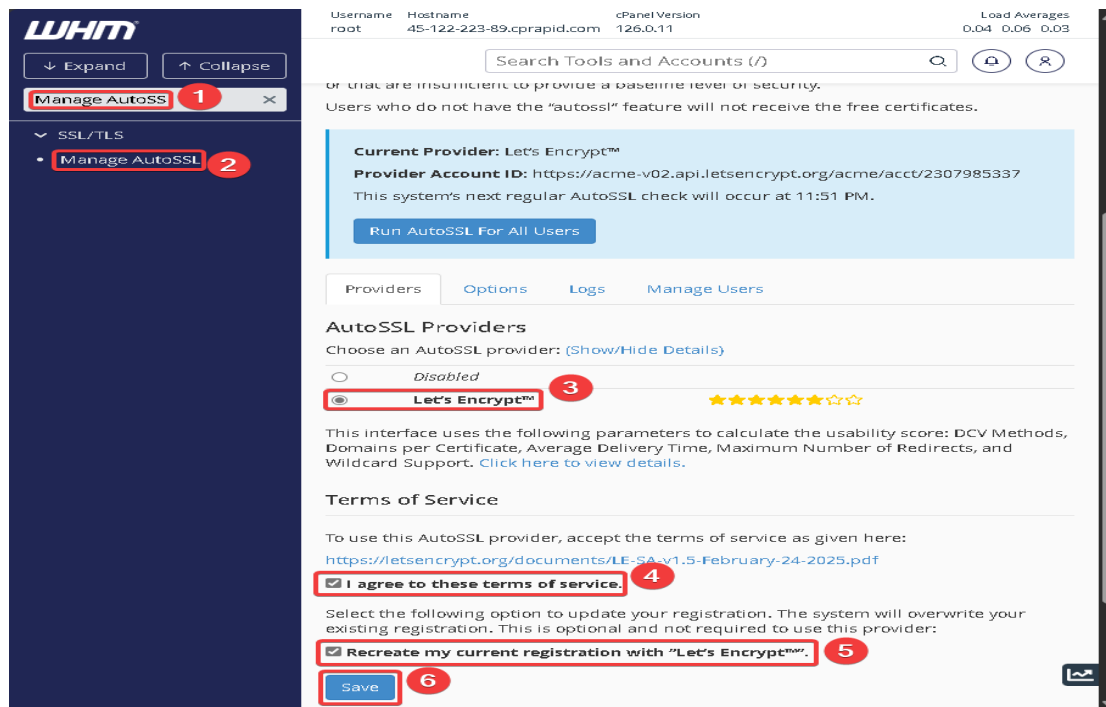 WHM
Username Hostname cPanel Version Load Averages
root 45-122-223-89.cprapid.com 126.0.11 0.04 0.06 0.03
↓ Expand ↑ Collapse
Search Tools and Accounts (/)
Manage AutoSS 1 ×
SSL/TLS
• Manage AutoSSL 2
or that are insufficient to provide a baseline level of security.
Users who do not have the “autossl” feature will not receive the free certificates.
Current Provider: Let’s Encrypt™
Provider Account ID: https://acme-v02.api.letsencrypt.org/acme/acct/2307985337
This system’s next regular AutoSSL check will occur at 11:51 PM.
Run AutoSSL For All Users
Providers Options Logs Manage Users
AutoSSL Providers
Choose an AutoSSL provider: (Show/Hide Details)
Disabled
Let’s Encrypt™ 3
This interface uses the following parameters to calculate the usability score: DCV Methods,
Domains per Certificate, Average Delivery Time, Maximum Number of Redirects, and
Wildcard Support. Click here to view details.
Terms of Service
To use this AutoSSL provider, accept the terms of service as given here:
https://letsencrypt.org/documents/LE-SA-v1.5-February-24-2025.pdf
I agree to these terms of service. 4
Select the following option to update your registration. The system will overwrite your
existing registration. This is optional and not required to use this provider:
Recreate my current registration with “Let’s Encrypt™”. 5
Save 6